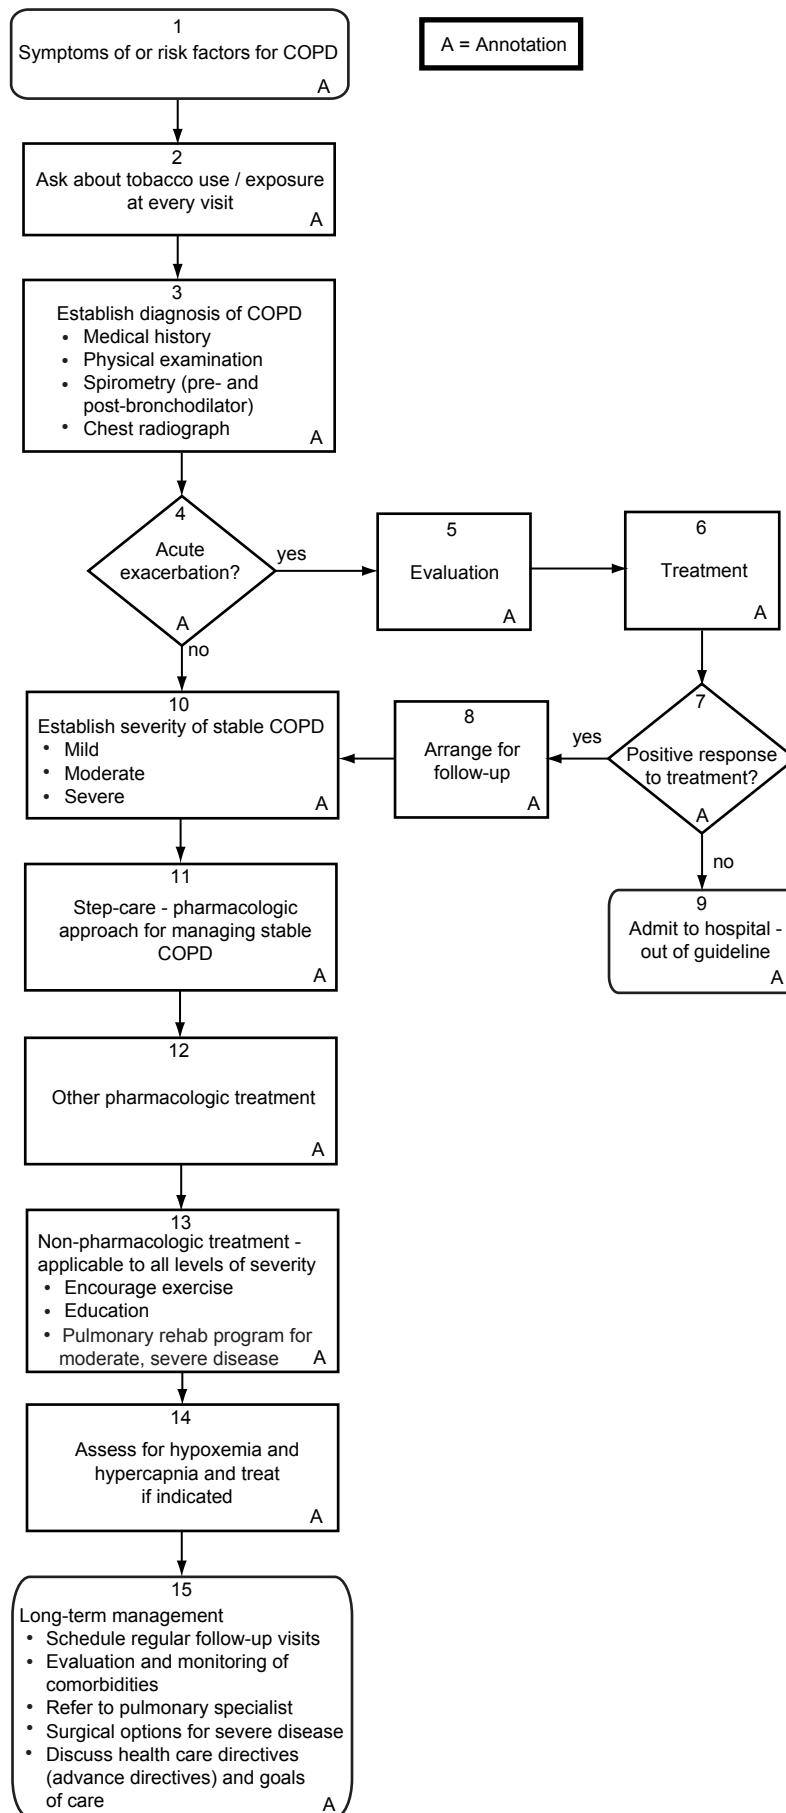 1
Symptoms of or risk factors for COPD
A
A = Annotation
2
Ask about tobacco use / exposure
at every visit
A
3
Establish diagnosis of COPD
• Medical history
• Physical examination
• Spirometry (pre- and
post-bronchodilator)
• Chest radiograph
A
4
Acute
exacerbation?
A
yes
no
5
Evaluation
A
6
Treatment
A
7
Positive response
to treatment?
A
yes
no
8
Arrange for
follow-up
A
9
Admit to hospital -
out of guideline
A
10
Establish severity of stable COPD
• Mild
• Moderate
• Severe
A
11
Step-care - pharmacologic
approach for managing stable
COPD
A
12
Other pharmacologic treatment
A
13
Non-pharmacologic treatment -
applicable to all levels of severity
• Encourage exercise
• Education
• Pulmonary rehab program for
moderate, severe disease
A
14
Assess for hypoxemia and
hypercapnia and treat
if indicated
A
15
Long-term management
• Schedule regular follow-up visits
• Evaluation and monitoring of
comorbidities
• Refer to pulmonary specialist
• Surgical options for severe disease
• Discuss health care directives
(advance directives) and goals
of care
A